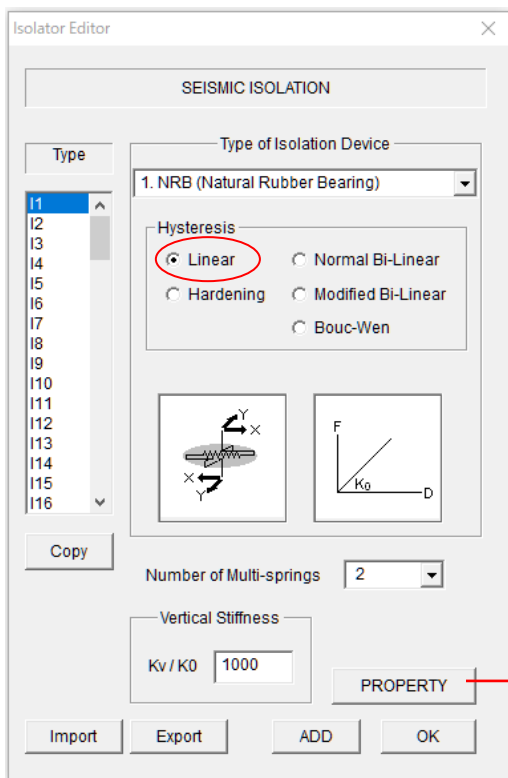 Isolator Editor
SEISMIC ISOLATION
Type
I1
I2
I3
I4
I5
I6
I7
I8
I9
I10
I11
I12
I13
I14
I15
I16
Copy
Type of Isolation Device
1. NRB (Natural Rubber Bearing)
Hysteresis
Linear
Normal Bi-Linear
Hardening
Modified Bi-Linear
Bouc-Wen
Y
X
X
Y
F
K0
D
Number of Multi-springs 2
Vertical Stiffness
Kv / K0 1000
PROPERTY
Import Export ADD OK